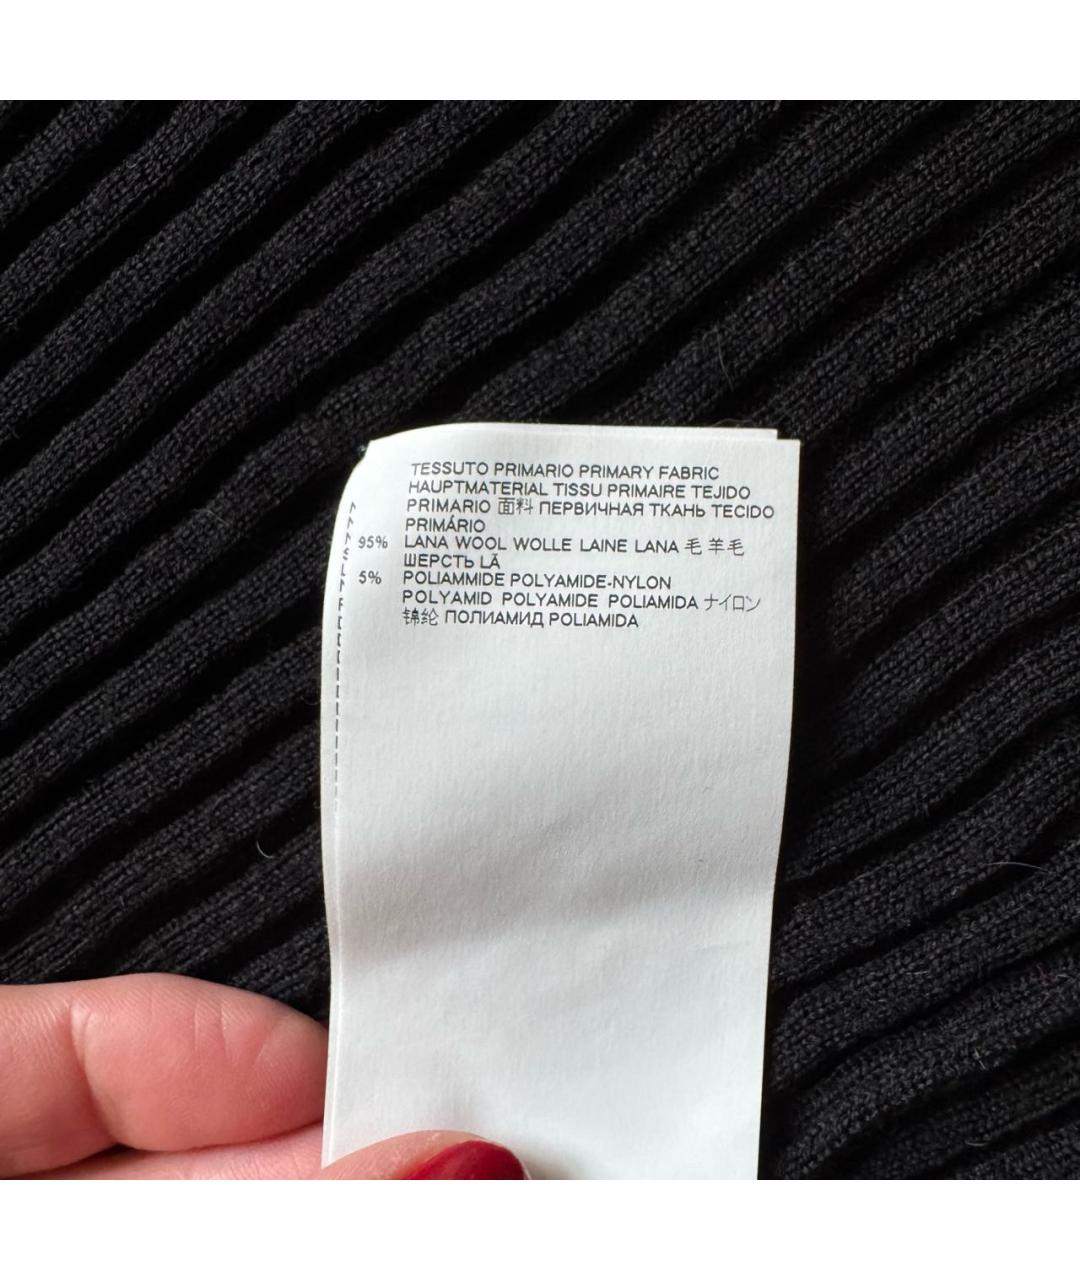 TESSUTO PRIMARIO PRIMARY FABRIC
HAUPTMATERIAL TISSU PRIMAIRE TEJIDO
PRIMARIO 面料 ПЕРВИЧНАЯ ТКАНЬ TECIDO
PRIMÁRIO
95% LANA WOOL WOLLE LAINE LANA 毛 羊毛
ШЕРСТЬ LÃ
5% POLIAMMIDE POLYAMIDE-NYLON
POLYAMID POLYAMIDE POLIAMIDA ナイロン
锦纶 ПОЛИАМИД POLIAMIDA